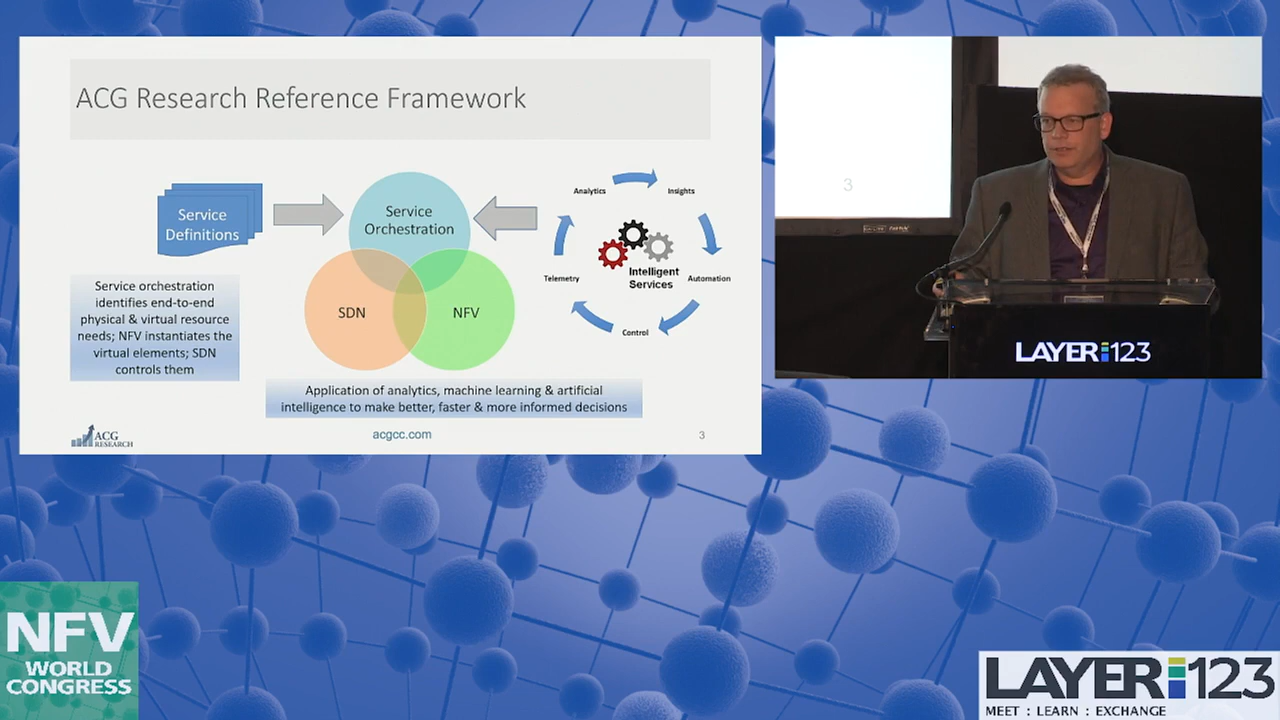 ACG Research Reference Framework
Service
Definitions
Service
Orchestration
SDN
NFV
Analytics
Insights
Telemetry
Intelligent
Services
Automation
Control
Service orchestration
identifies end-to-end
physical & virtual resource
needs; NFV instantiates the
virtual elements; SDN
controls them
Application of analytics, machine learning & artificial
intelligence to make better, faster & more informed decisions
ACG
RESEARCH
acgcc.com
3
3
LAYER123
NFV
WORLD
CONGRESS
LAYER123
MEET : LEARN : EXCHANGE